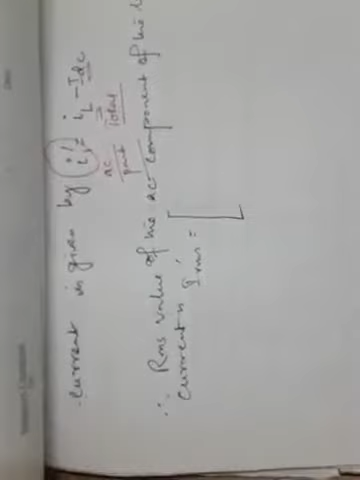 current is given by i'L = iL - Idc
ac part Total
∴ Rms value of the ac component of the
current is I'rms =